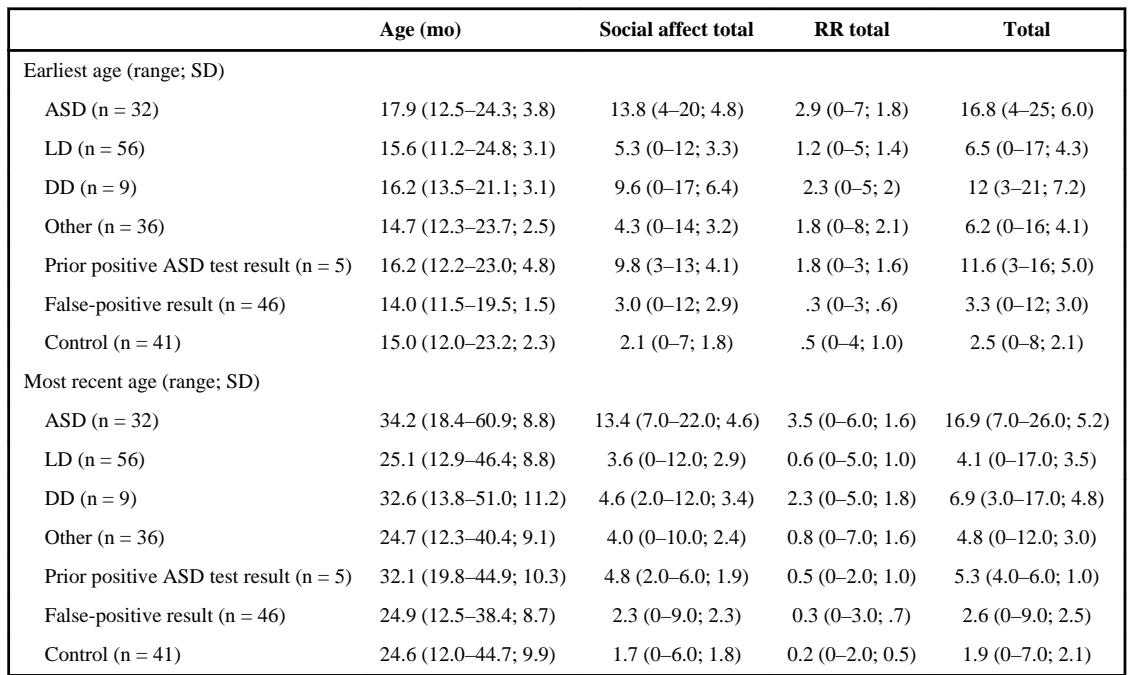 Age (mo) Social affect total RR total Total
Earliest age (range; SD)
ASD (n = 32) 17.9 (12.5–24.3; 3.8) 13.8 (4–20; 4.8) 2.9 (0–7; 1.8) 16.8 (4–25; 6.0)
LD (n = 56) 15.6 (11.2–24.8; 3.1) 5.3 (0–12; 3.3) 1.2 (0–5; 1.4) 6.5 (0–17; 4.3)
DD (n = 9) 16.2 (13.5–21.1; 3.1) 9.6 (0–17; 6.4) 2.3 (0–5; 2) 12 (3–21; 7.2)
Other (n = 36) 14.7 (12.3–23.7; 2.5) 4.3 (0–14; 3.2) 1.8 (0–8; 2.1) 6.2 (0–16; 4.1)
Prior positive ASD test result (n = 5) 16.2 (12.2–23.0; 4.8) 9.8 (3–13; 4.1) 1.8 (0–3; 1.6) 11.6 (3–16; 5.0)
False-positive result (n = 46) 14.0 (11.5–19.5; 1.5) 3.0 (0–12; 2.9) .3 (0–3; .6) 3.3 (0–12; 3.0)
Control (n = 41) 15.0 (12.0–23.2; 2.3) 2.1 (0–7; 1.8) .5 (0–4; 1.0) 2.5 (0–8; 2.1)
Most recent age (range; SD)
ASD (n = 32) 34.2 (18.4–60.9; 8.8) 13.4 (7.0–22.0; 4.6) 3.5 (0–6.0; 1.6) 16.9 (7.0–26.0; 5.2)
LD (n = 56) 25.1 (12.9–46.4; 8.8) 3.6 (0–12.0; 2.9) 0.6 (0–5.0; 1.0) 4.1 (0–17.0; 3.5)
DD (n = 9) 32.6 (13.8–51.0; 11.2) 4.6 (2.0–12.0; 3.4) 2.3 (0–5.0; 1.8) 6.9 (3.0–17.0; 4.8)
Other (n = 36) 24.7 (12.3–40.4; 9.1) 4.0 (0–10.0; 2.4) 0.8 (0–7.0; 1.6) 4.8 (0–12.0; 3.0)
Prior positive ASD test result (n = 5) 32.1 (19.8–44.9; 10.3) 4.8 (2.0–6.0; 1.9) 0.5 (0–2.0; 1.0) 5.3 (4.0–6.0; 1.0)
False-positive result (n = 46) 24.9 (12.5–38.4; 8.7) 2.3 (0–9.0; 2.3) 0.3 (0–3.0; .7) 2.6 (0–9.0; 2.5)
Control (n = 41) 24.6 (12.0–44.7; 9.9) 1.7 (0–6.0; 1.8) 0.2 (0–2.0; 0.5) 1.9 (0–7.0; 2.1)